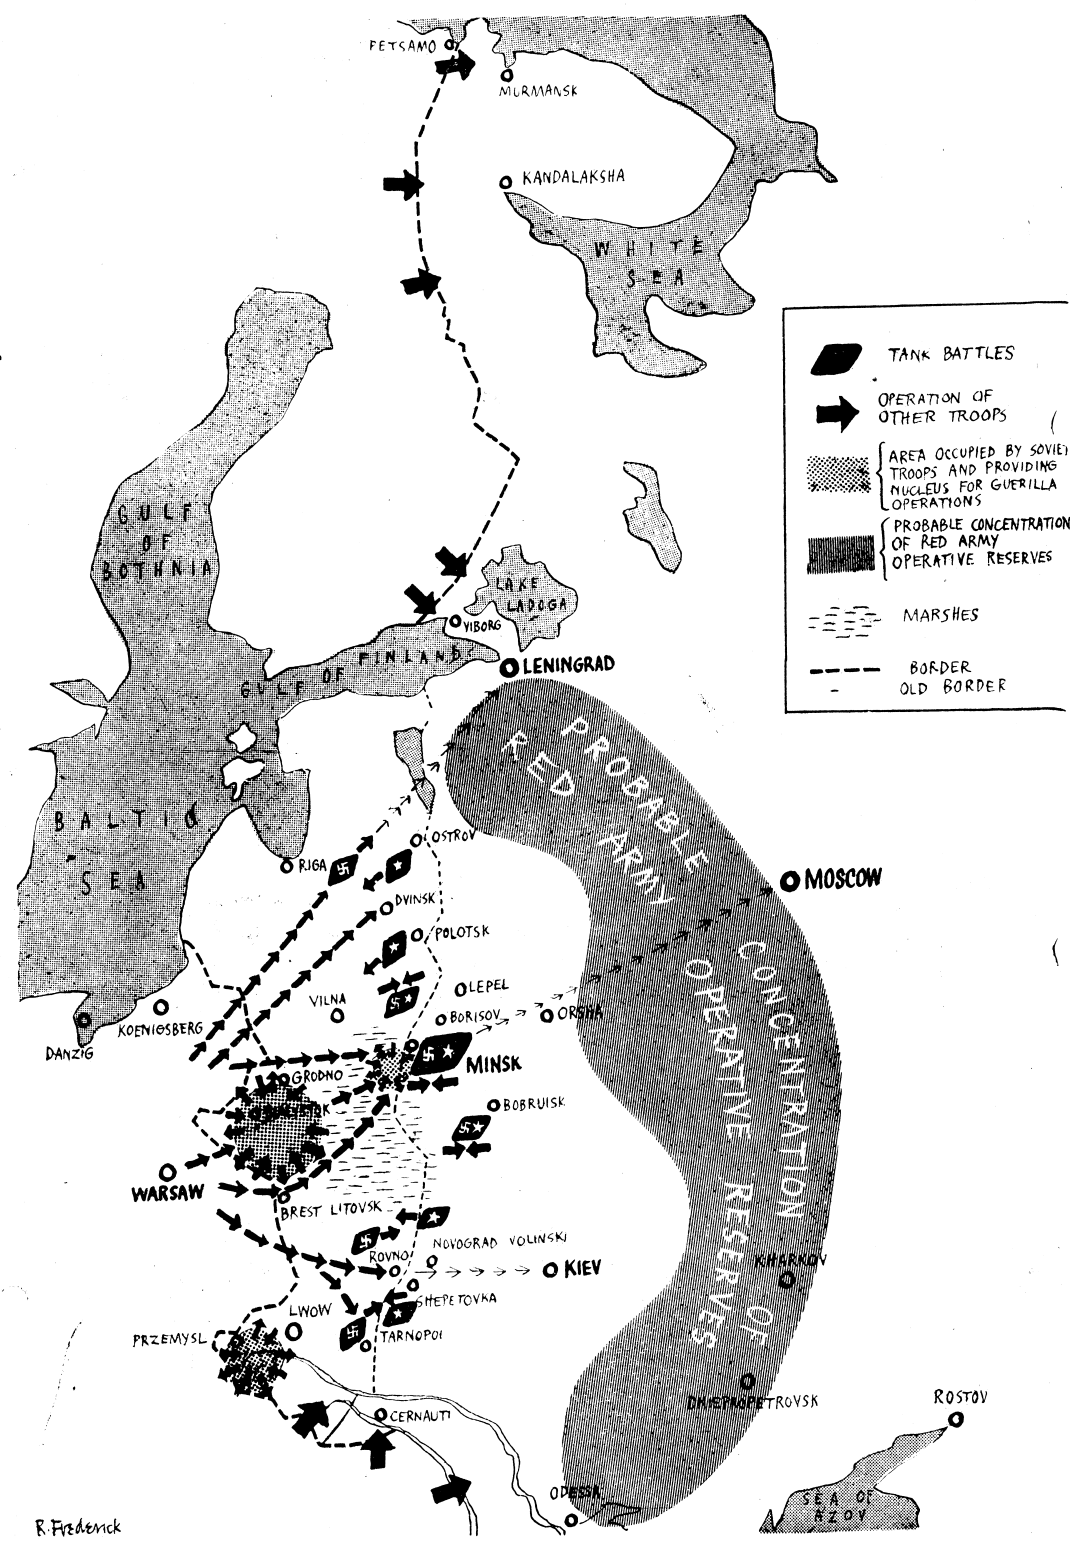 FETSAMO
MURMANSK
KANDALAKSHA
WHITE
SEA
TANK BATTLES
OPERATION OF
OTHER TROOPS
AREA OCCUPIED BY SOVIET
TROOPS AND PROVIDING
NUCLEUS FOR GUERILLA
OPERATIONS
PROBABLE CONCENTRATION
OF RED ARMY
OPERATIVE RESERVES
MARSHES
BORDER
OLD BORDER
GULF
OF
BOTHNIA
LAKE
LADOGA
VIBORG
GULF OF FINLAND
LENINGRAD
PROBABLE
RED ARMY
CONCENTRATION OF
OPERATIVE RESERVES
BALTIC
SEA
OSTROV
RIGA
MOSCOW
DVINSK
POLOTSK
LEPEL
VILNA
BORISOV
ORSHA
KOENIGSBERG
DANZIG
MINSK
GRODNO
BOBRUISK
WARSAW
BREST LITOVSK
NOVOGRAD VOLINSKI
ROVNO
KIEV
KHARKOV
SHEPETOVKA
LWOW
PRZEMYSL
TARNOPOL
DNIEPROPETROVSK
ROSTOV
CERNAUTI
ODESSA
SEA OF
AZOV
R. Frederick